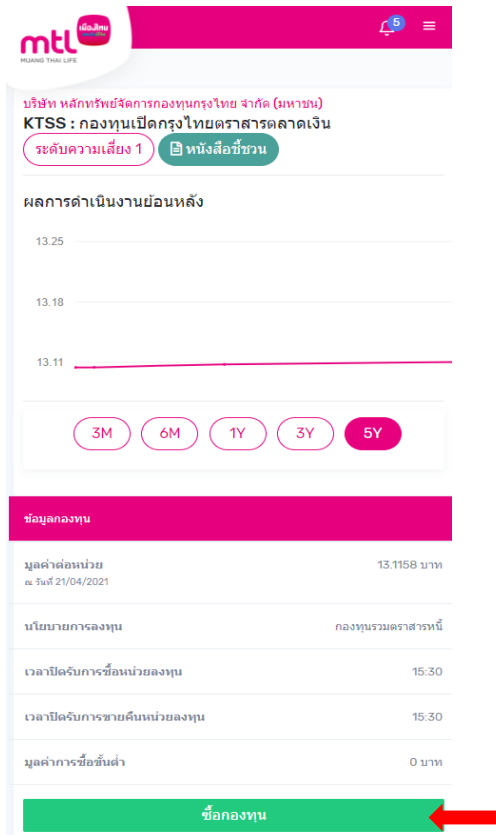 เมืองไทย
mtl
MUANG THAI LIFE
5
บริษัท หลักทรัพย์จัดการกองทุนกรุงไทย จำกัด (มหาชน)
KTSS : กองทุนเปิดกรุงไทยตราสารตลาดเงิน
ระดับความเสี่ยง 1 หนังสือชี้ชวน
ผลการดำเนินงานย้อนหลัง
13.25
13.18
13.11
3M 6M 1Y 3Y 5Y
ข้อมูลกองทุน
มูลค่าต่อหน่วย 13.1158 บาท
ณ วันที่ 21/04/2021
นโยบายการลงทุน กองทุนรวมตราสารหนี้
เวลาปิดรับการซื้อหน่วยลงทุน 15:30
เวลาปิดรับการขายคืนหน่วยลงทุน 15:30
มูลค่าการซื้อขั้นต่ำ 0 บาท
ซื้อกองทุน